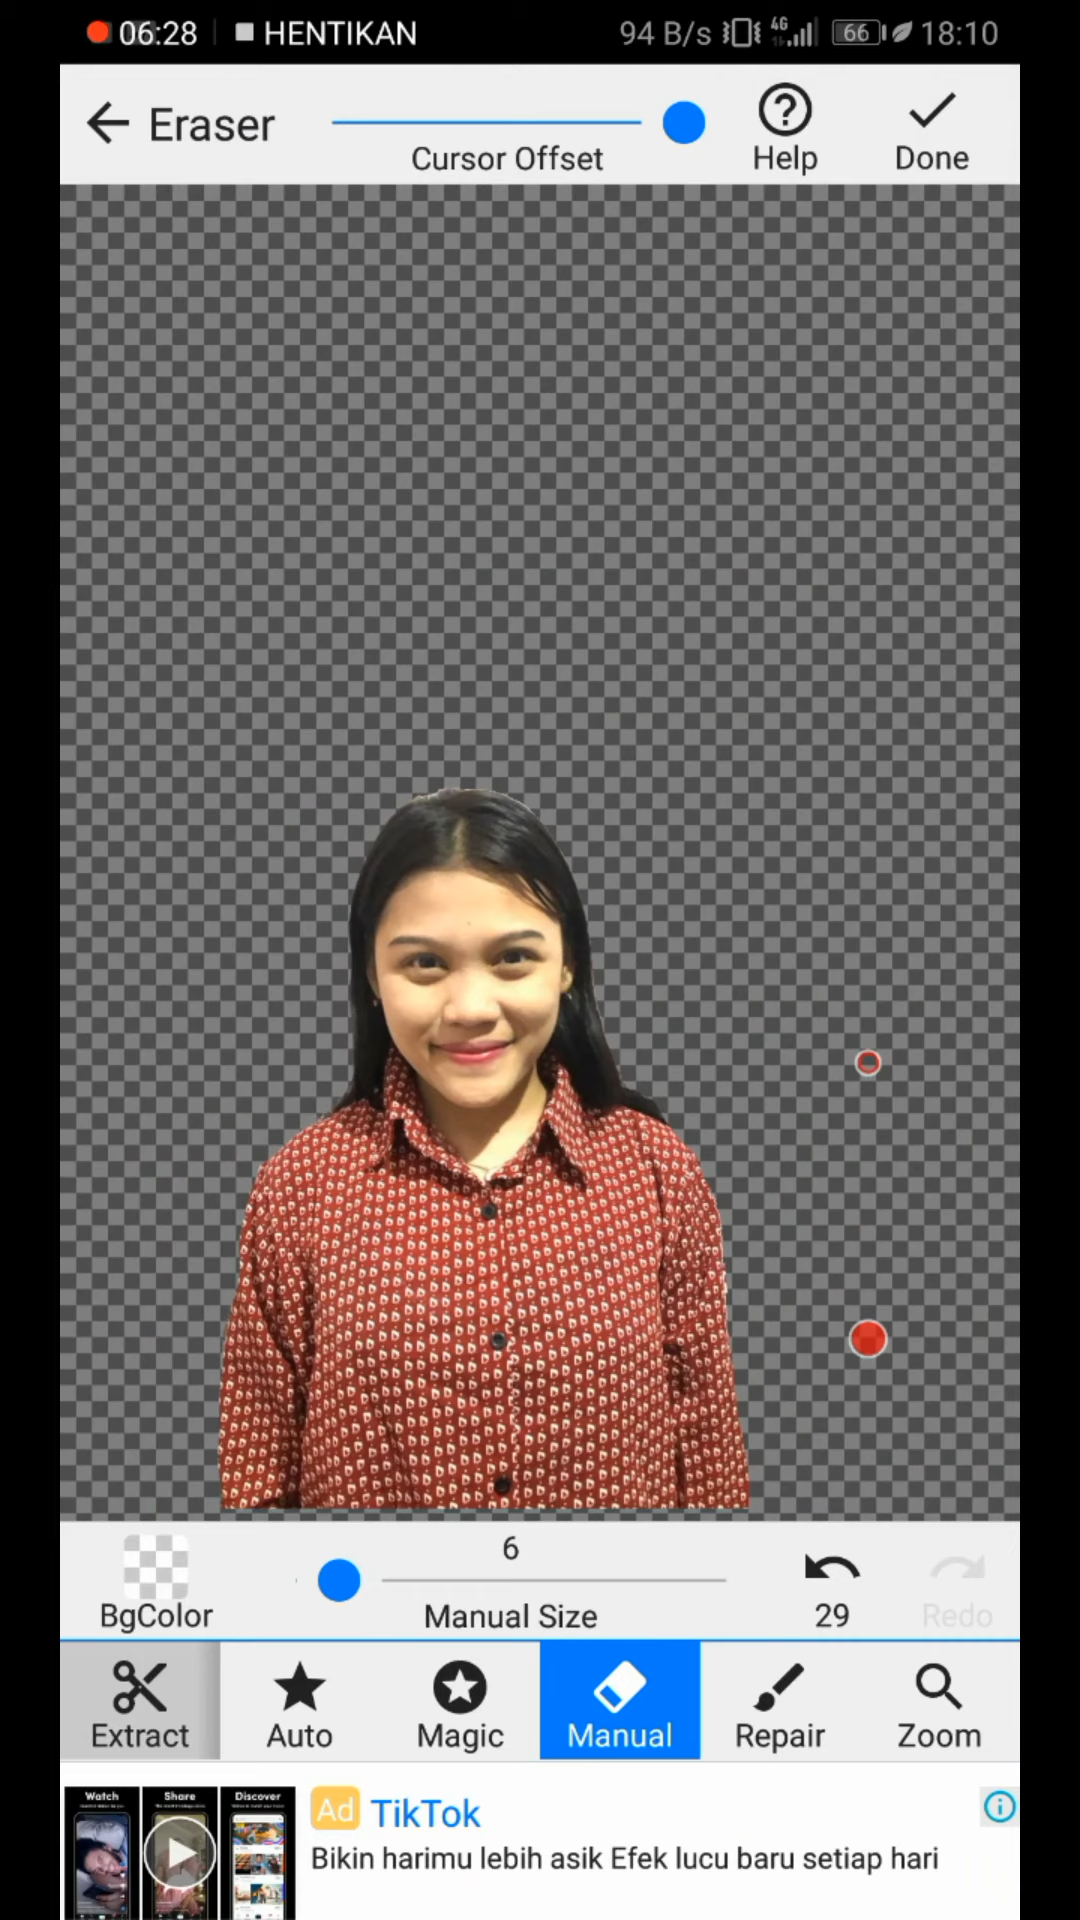 06:28 HENTIKAN 94 B/s 4G 66 18:10
Eraser
Cursor Offset
Help
Done
6
BgColor
Manual Size
29
Redo
Extract
Auto
Magic
Manual
Repair
Zoom
Watch
Share
Discover
Ad TikTok
Bikin harimu lebih asik Efek lucu baru setiap hari